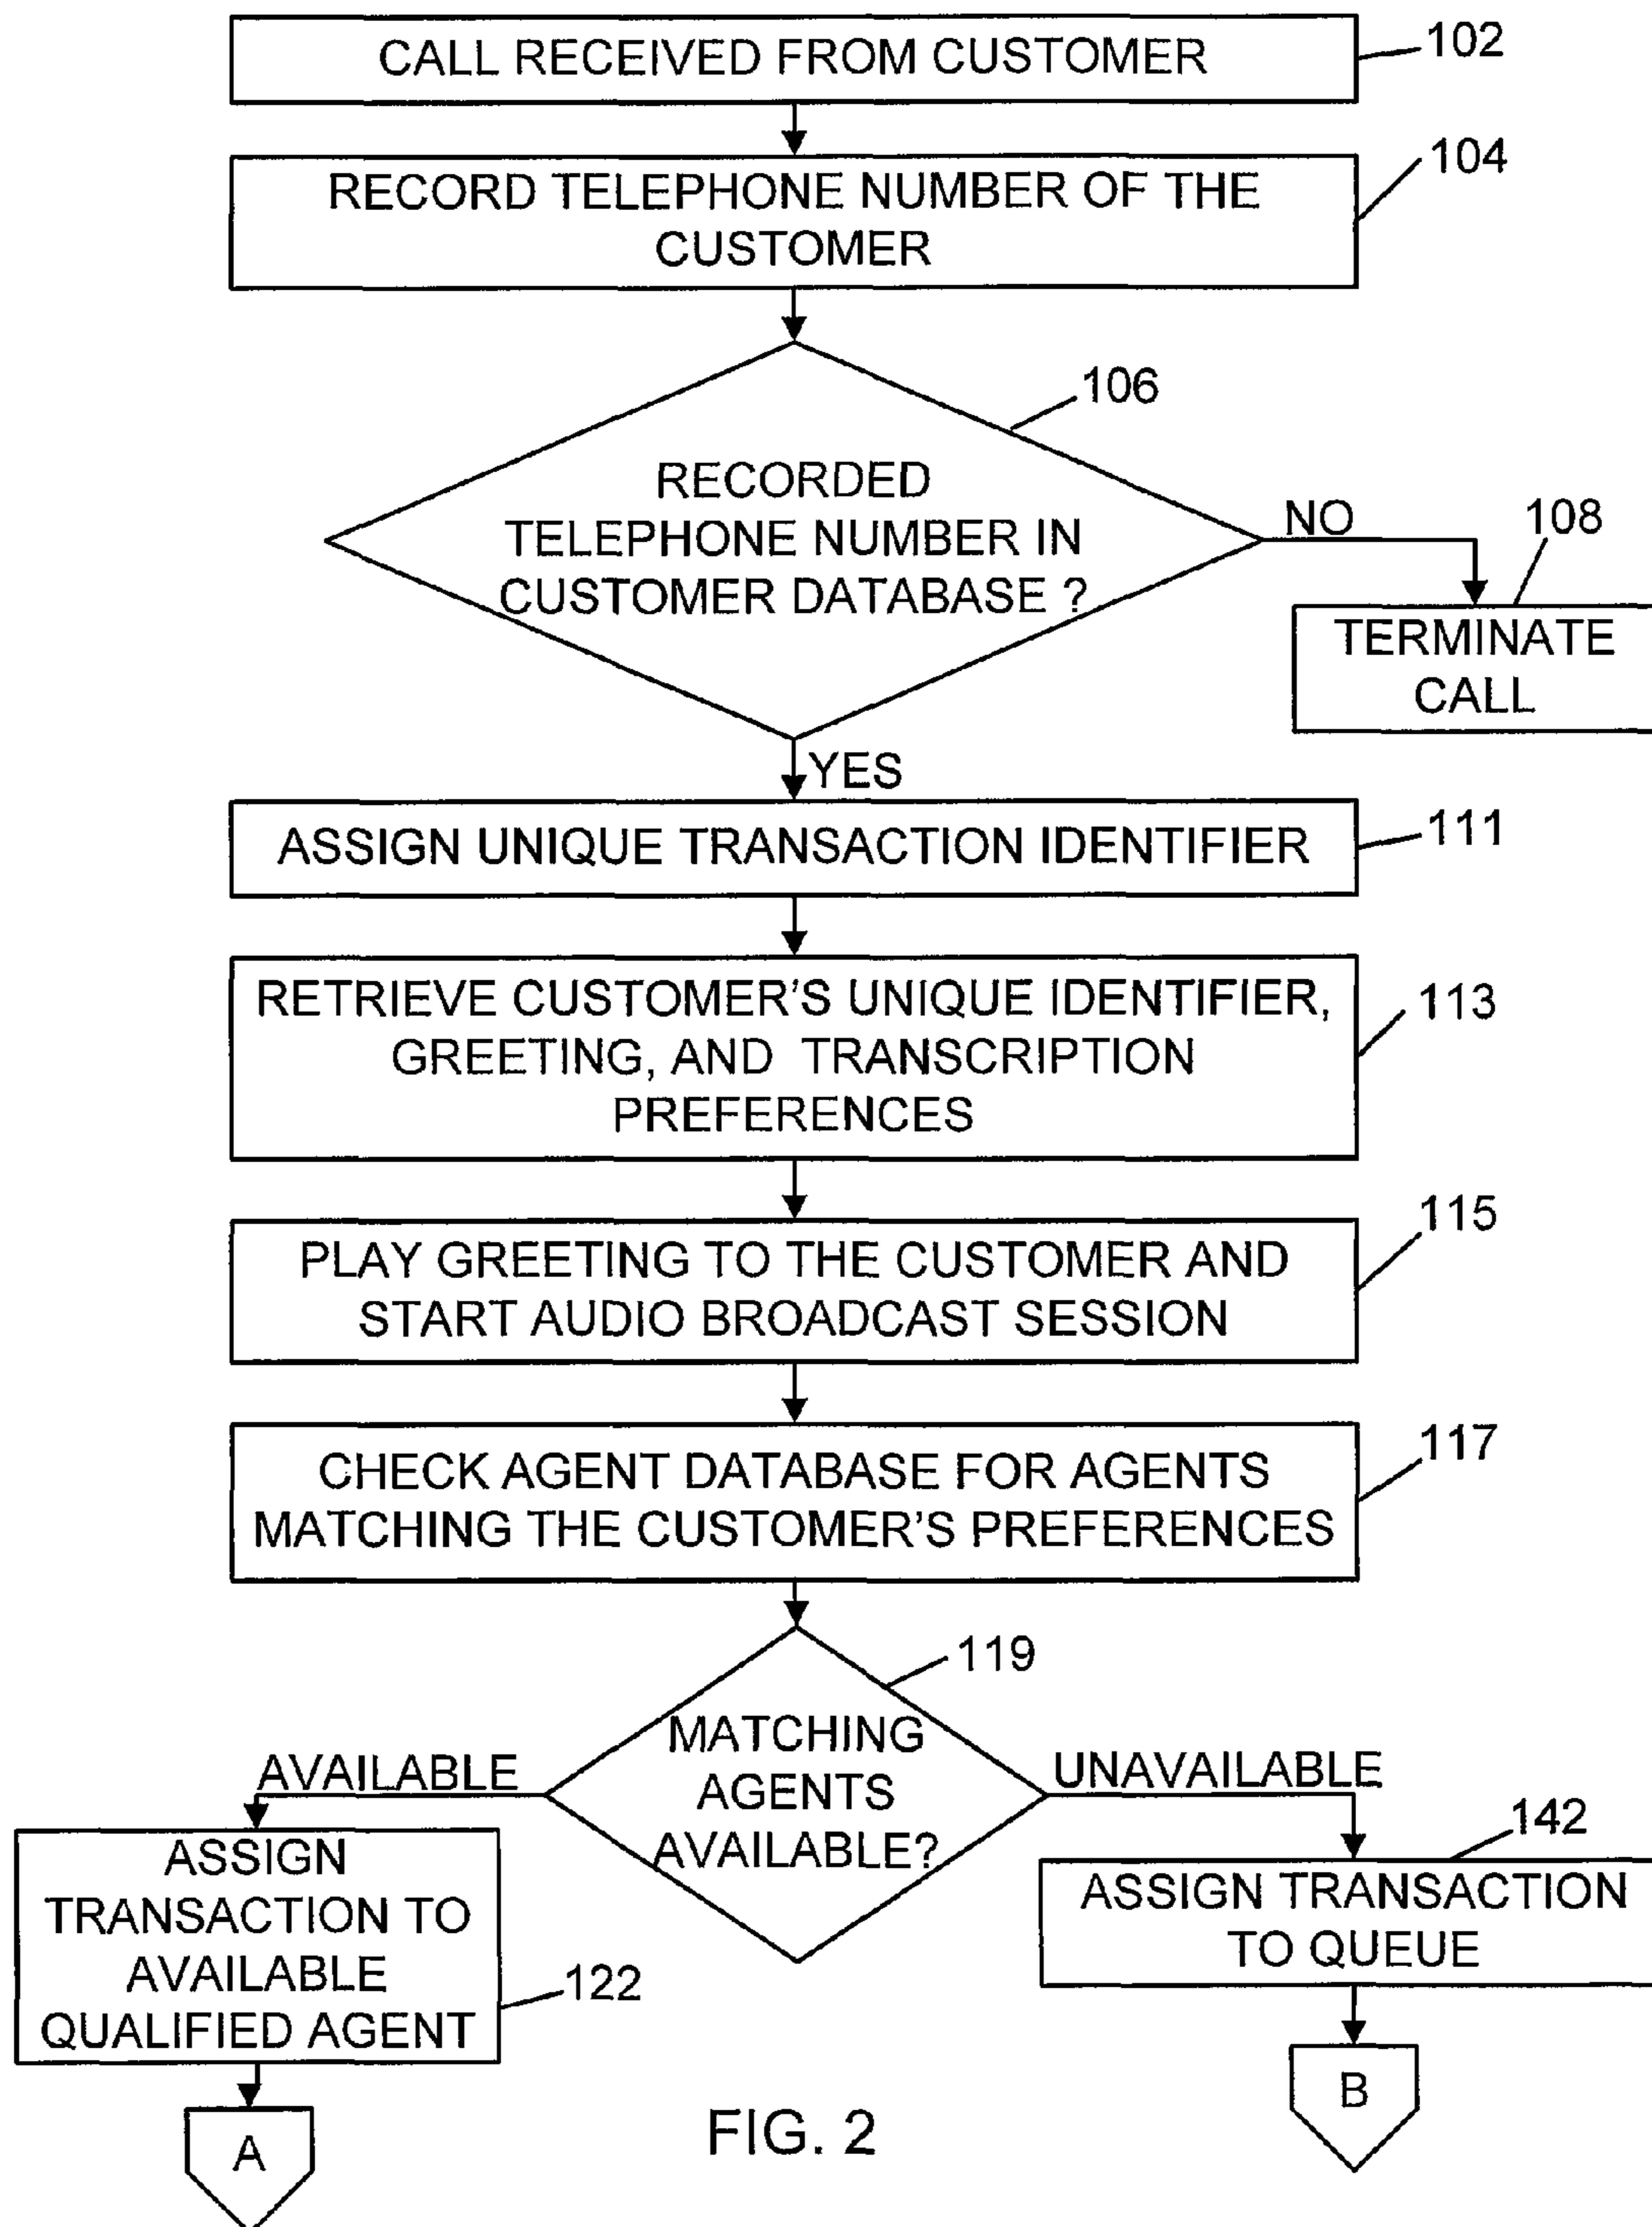 CALL RECEIVED FROM CUSTOMER
102
RECORD TELEPHONE NUMBER OF THE
CUSTOMER
104
106
RECORDED
TELEPHONE NUMBER IN
CUSTOMER DATABASE ?
NO
108
TERMINATE
CALL
YES
ASSIGN UNIQUE TRANSACTION IDENTIFIER
111
RETRIEVE CUSTOMER'S UNIQUE IDENTIFIER,
GREETING, AND TRANSCRIPTION
PREFERENCES
113
PLAY GREETING TO THE CUSTOMER AND
START AUDIO BROADCAST SESSION
115
CHECK AGENT DATABASE FOR AGENTS
MATCHING THE CUSTOMER'S PREFERENCES
117
119
MATCHING
AGENTS
AVAILABLE?
AVAILABLE
UNAVAILABLE
ASSIGN
TRANSACTION TO
AVAILABLE
QUALIFIED AGENT
122
142
ASSIGN TRANSACTION
TO QUEUE
A
B
FIG. 2